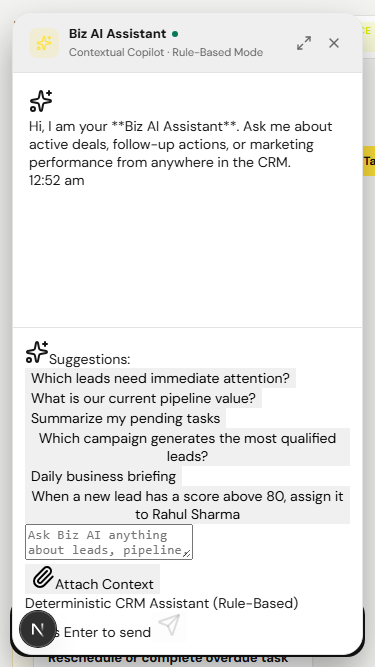 Biz AI Assistant
Contextual Copilot · Rule-Based Mode
Hi, I am your **Biz AI Assistant**. Ask me about
active deals, follow-up actions, or marketing
performance from anywhere in the CRM.
12:52 am
Suggestions:
Which leads need immediate attention?
What is our current pipeline value?
Summarize my pending tasks
Which campaign generates the most qualified
leads?
Daily business briefing
When a new lead has a score above 80, assign it
to Rahul Sharma
Ask Biz AI anything
about leads, pipeline,
Attach Context
Deterministic CRM Assistant (Rule-Based)
N
s Enter to send
Reschedule or complete overdue task